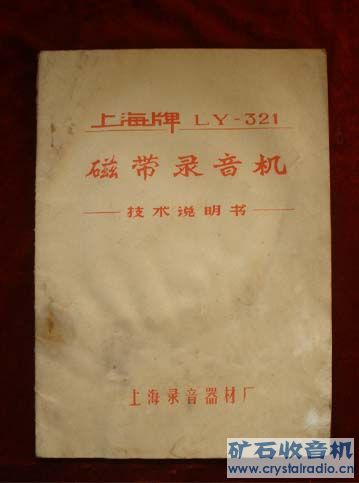 上海牌 LY-321
磁带录音机
技术说明书
上海录音器材厂
矿石收音机
www.crystalradio.cn